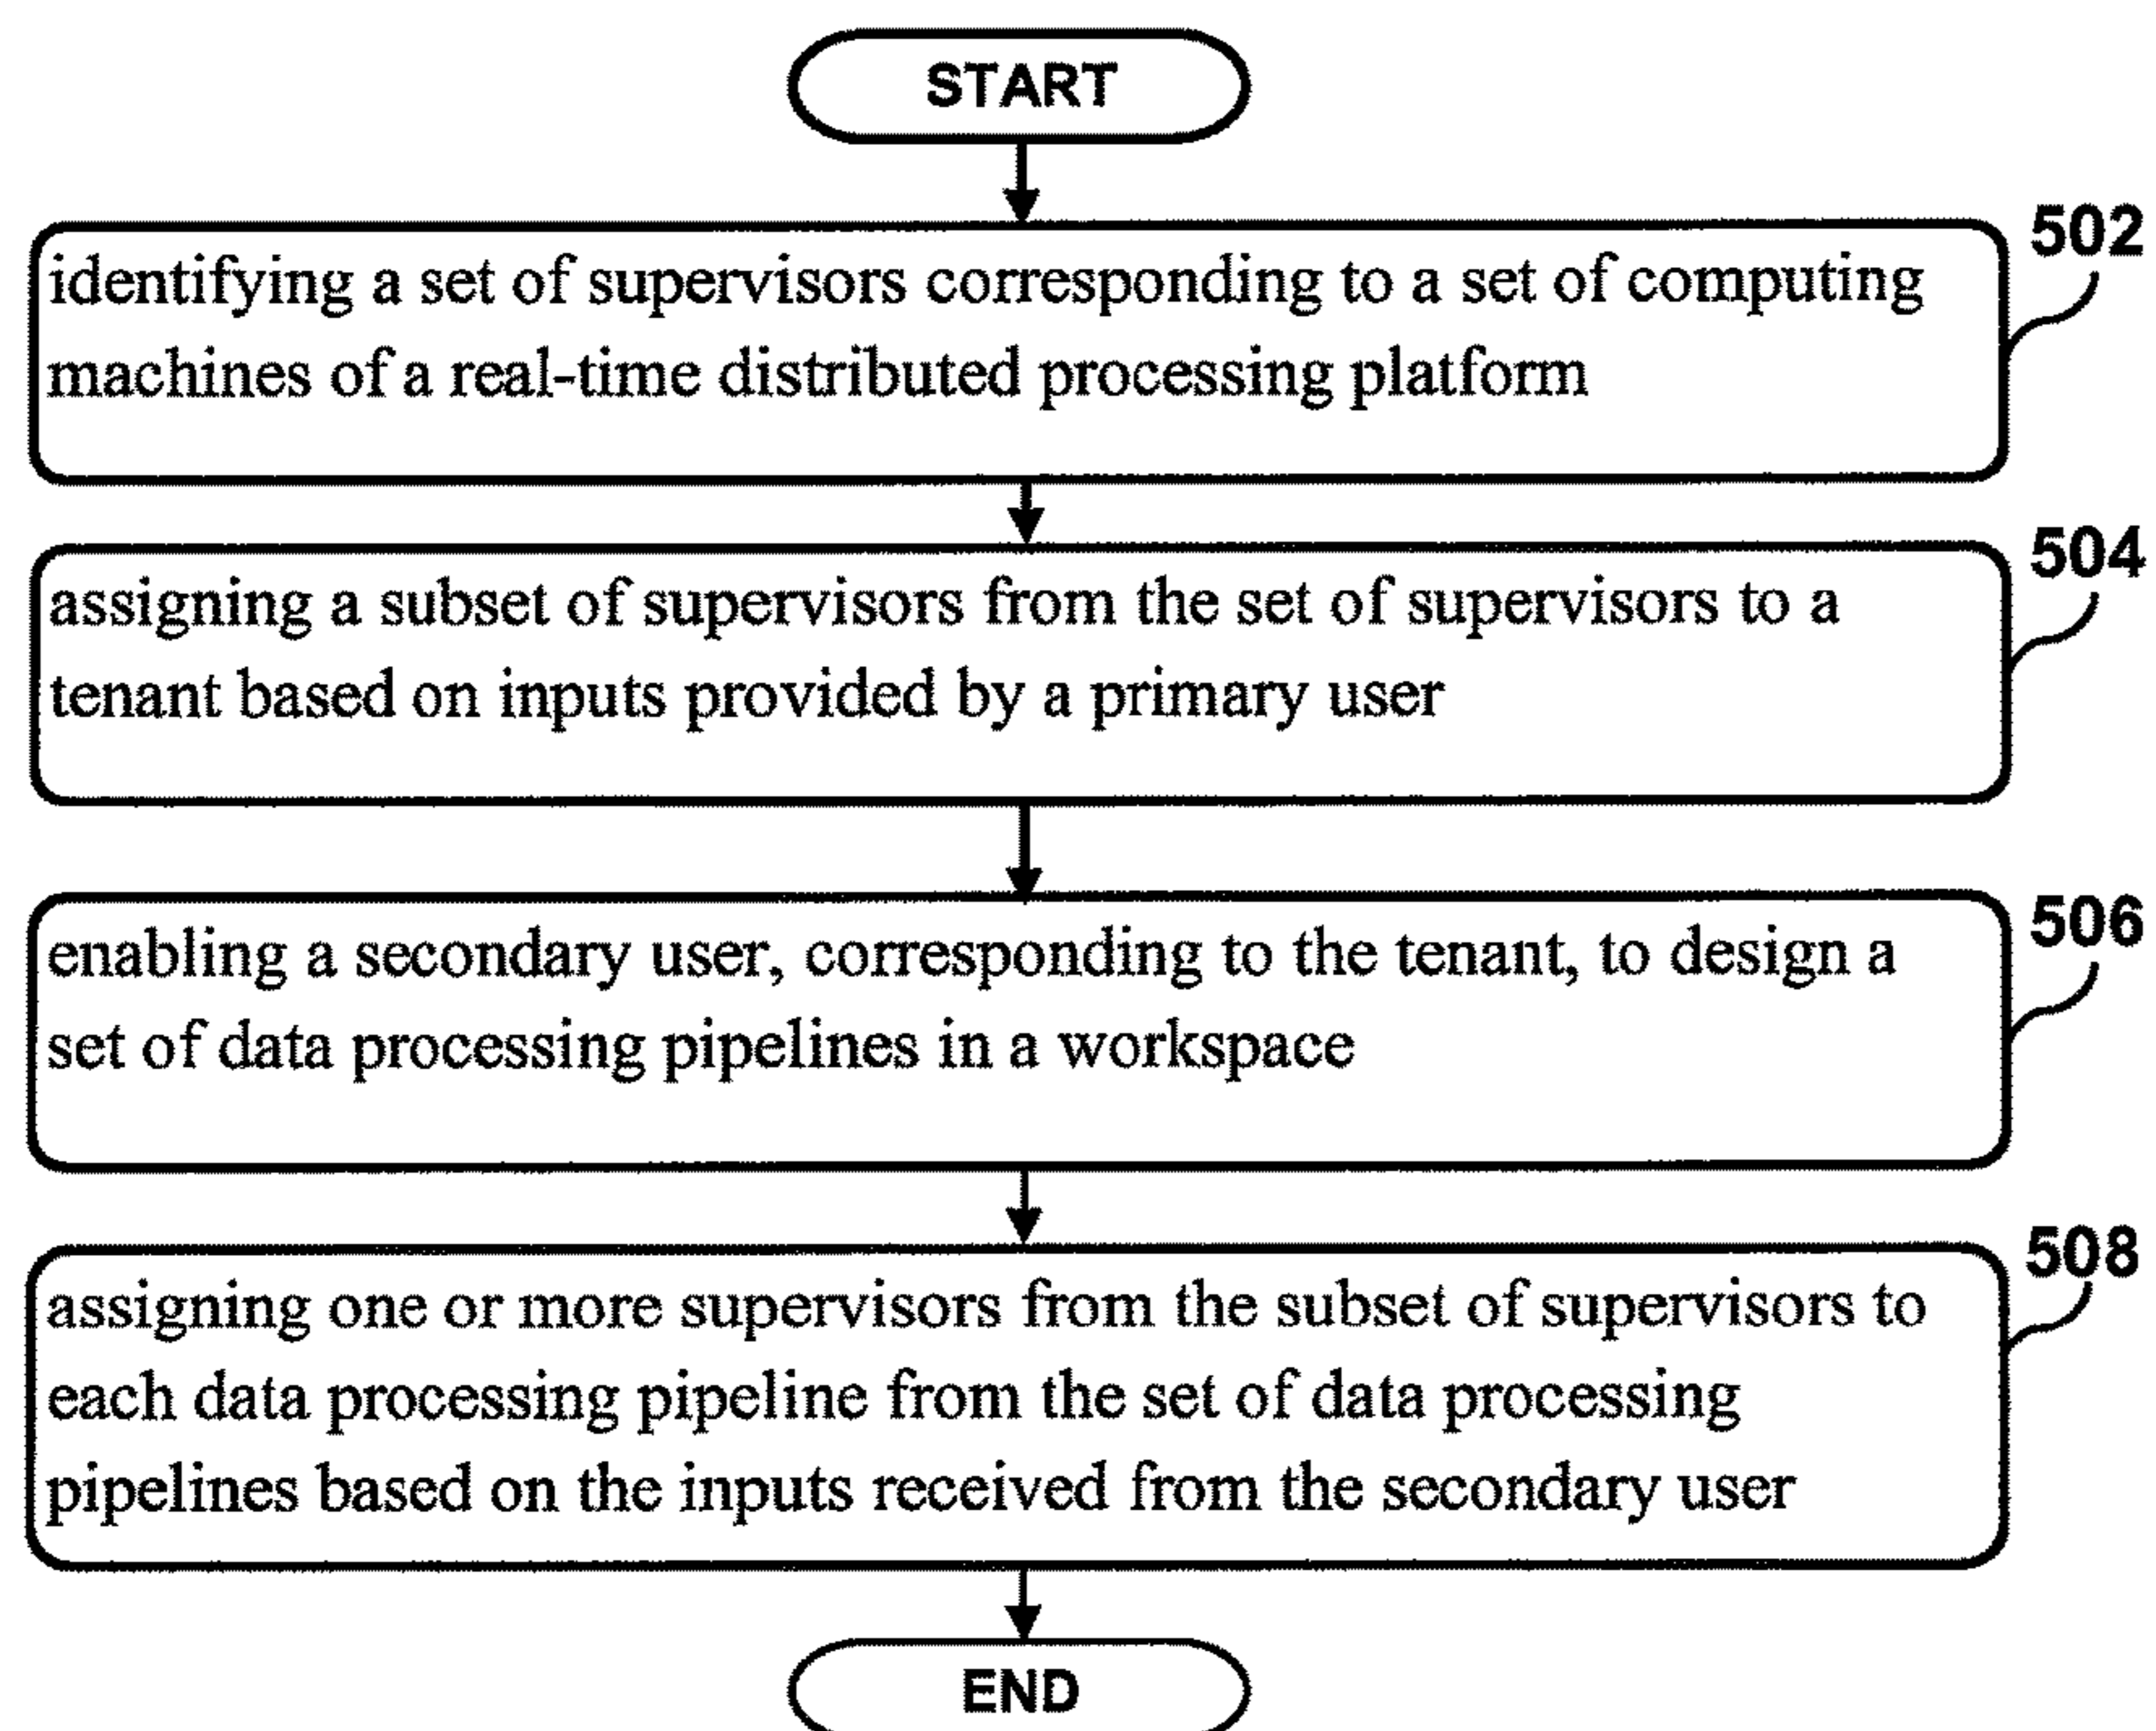 START
502
identifying a set of supervisors corresponding to a set of computing
machines of a real-time distributed processing platform
504
assigning a subset of supervisors from the set of supervisors to a
tenant based on inputs provided by a primary user
506
enabling a secondary user, corresponding to the tenant, to design a
set of data processing pipelines in a workspace
508
assigning one or more supervisors from the subset of supervisors to
each data processing pipeline from the set of data processing
pipelines based on the inputs received from the secondary user
END